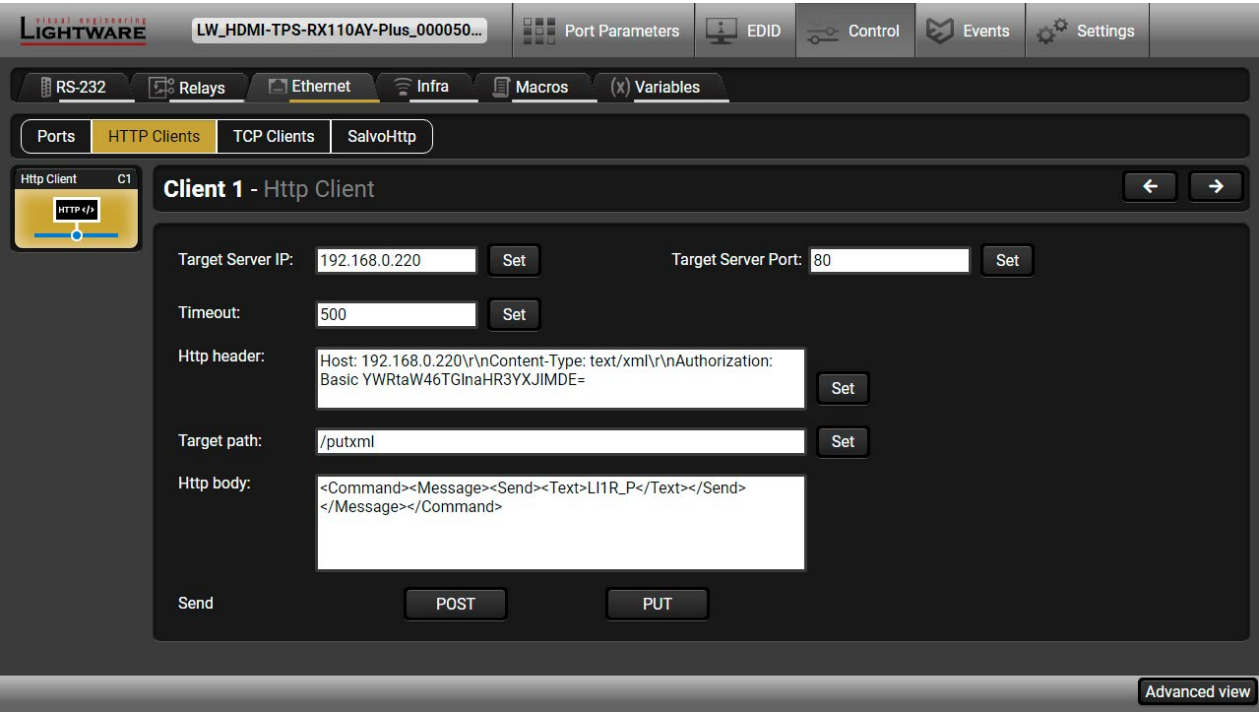 visual engineering
LIGHTWARE
LW_HDMI-TPS-RX110AY-Plus_000050...
Port Parameters
EDID
Control
Events
Settings
RS-232
Relays
Ethernet
Infra
Macros
(x) Variables
Ports
HTTP Clients
TCP Clients
SalvoHttp
Http Client C1
HTTP </>
Client 1 - Http Client
Target Server IP: 192.168.0.220 Set
Target Server Port: 80 Set
Timeout: 500 Set
Http header:
Host: 192.168.0.220\r\nContent-Type: text/xml\r\nAuthorization:
Basic YWRtaW46TGlnaHR3YXJlMDE=
Set
Target path: /putxml Set
Http body:
<Command><Message><Send><Text>LI1R_P</Text></Send>
</Message></Command>
Send POST PUT
Advanced view